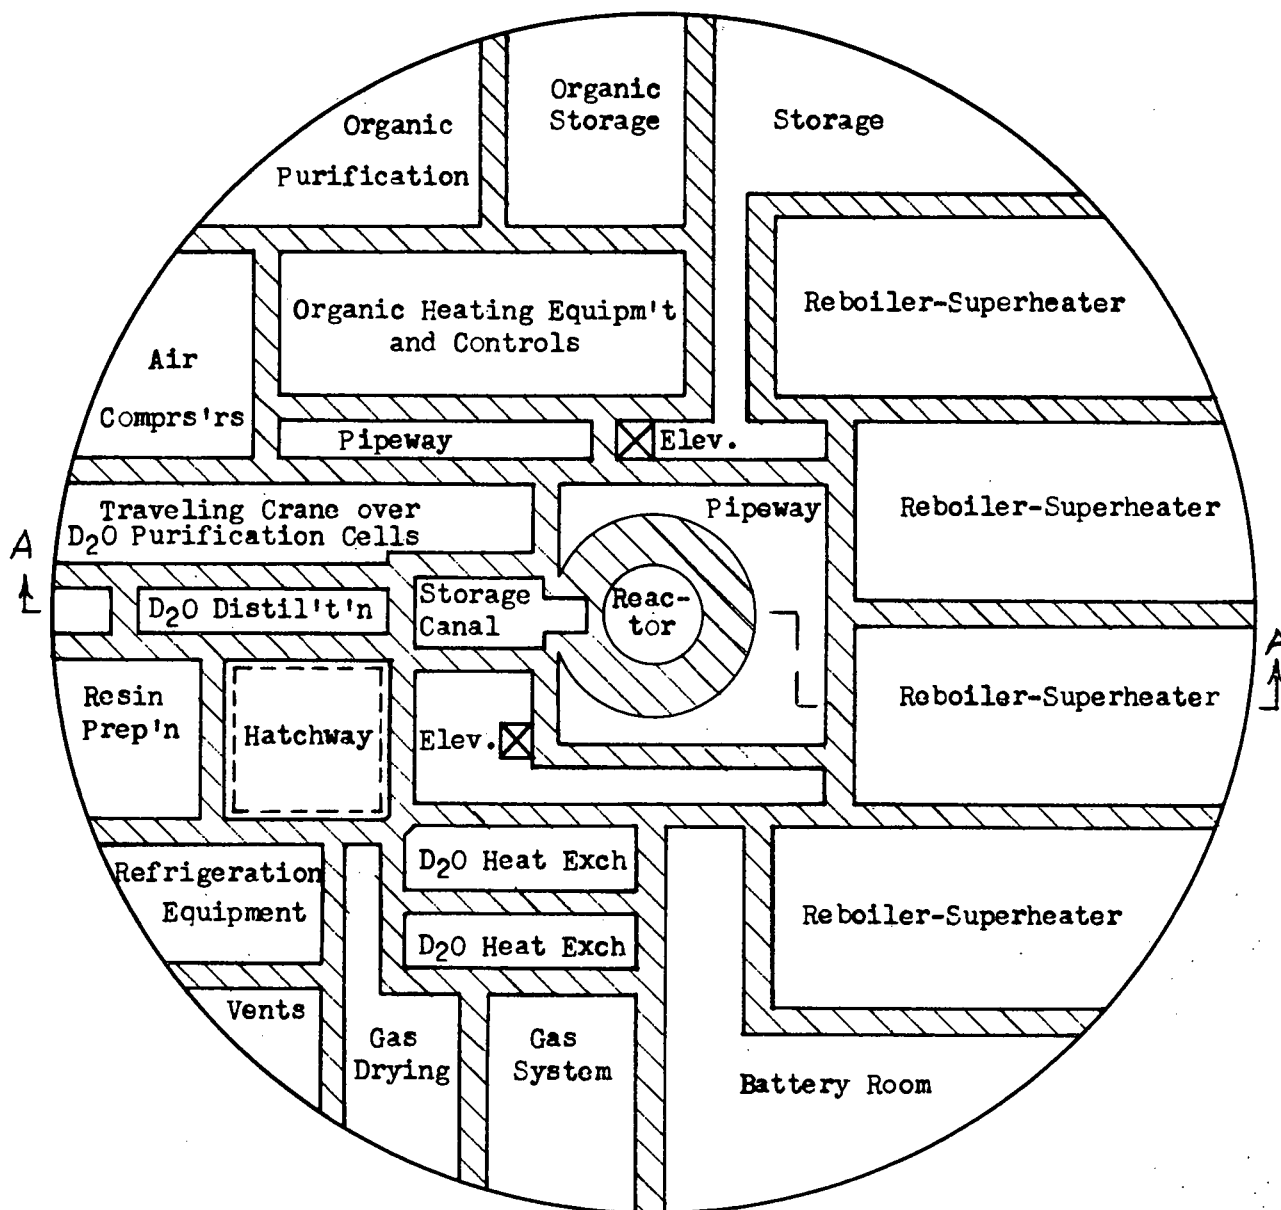 Organic
Storage
Organic
Purification
Storage
Reboiler-Superheater
Organic Heating Equipm't
and Controls
Air
Comprs'rs
Pipeway
Elev.
Traveling Crane over
D₂O Purification Cells
Pipeway
Reboiler-Superheater
A
D₂O Distil't'n
Storage
Canal
Reac-
tor
A
Resin
Prep'n
Hatchway
Elev.
Reboiler-Superheater
D₂O Heat Exch
Refrigeration
Equipment
D₂O Heat Exch
Reboiler-Superheater
Vents
Gas
Drying
Gas
System
Battery Room